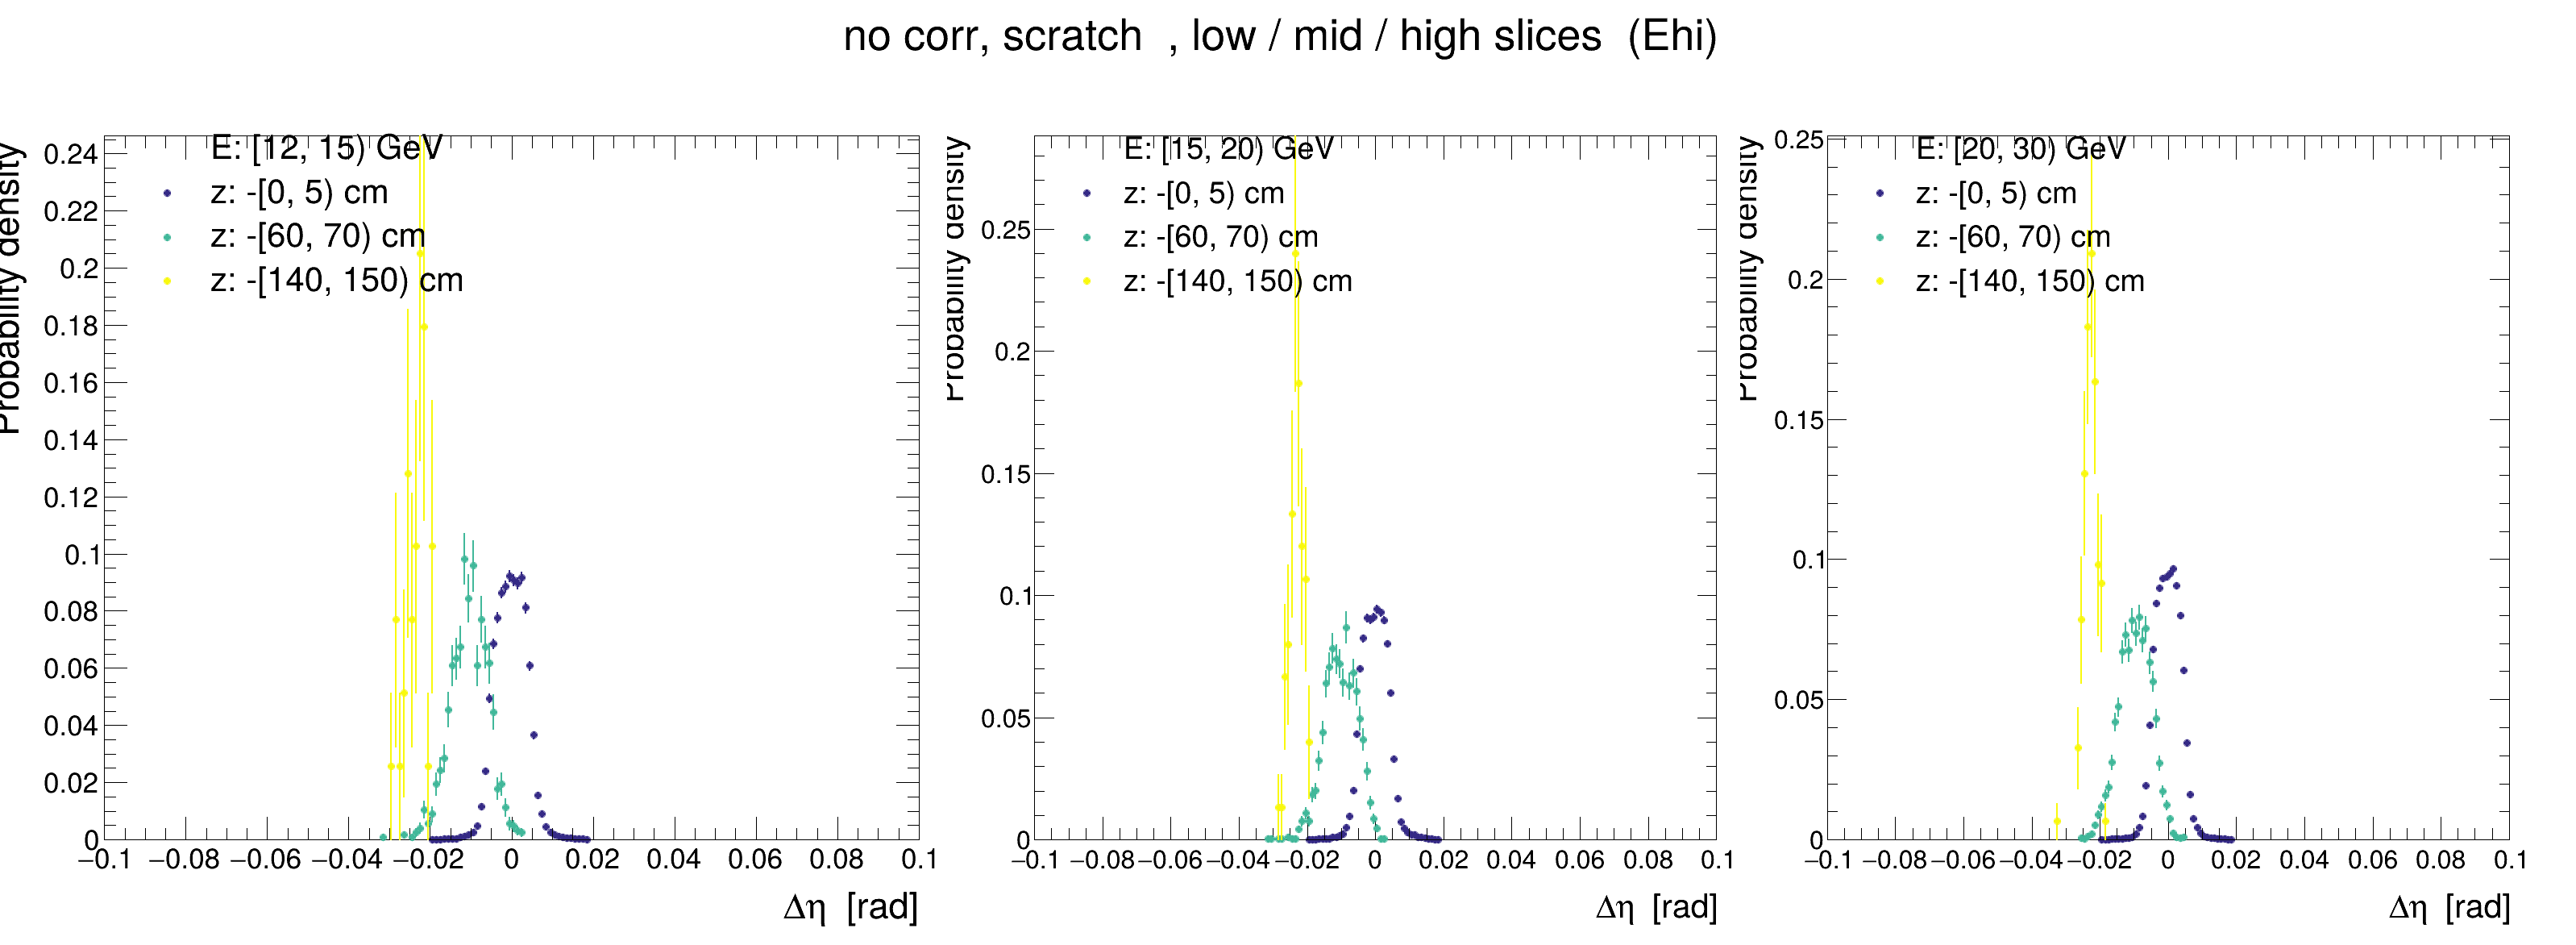 no corr, scratch , low / mid / high slices (Ehi)
Probability density
E: [12, 15) GeV
z: -[0, 5) cm
z: -[60, 70) cm
z: -[140, 150) cm
0.24
0.22
0.2
0.18
0.16
0.14
0.12
0.1
0.08
0.06
0.04
0.02
0
−0.1 −0.08 −0.06 −0.04 −0.02 0 0.02 0.04 0.06 0.08 0.1
Δη [rad]
Probability density
E: [15, 20) GeV
z: -[0, 5) cm
z: -[60, 70) cm
z: -[140, 150) cm
0.25
0.2
0.15
0.1
0.05
0
−0.1 −0.08 −0.06 −0.04 −0.02 0 0.02 0.04 0.06 0.08 0.1
Δη [rad]
Probability density
E: [20, 30) GeV
z: -[0, 5) cm
z: -[60, 70) cm
z: -[140, 150) cm
0.25
0.2
0.15
0.1
0.05
0
−0.1 −0.08 −0.06 −0.04 −0.02 0 0.02 0.04 0.06 0.08 0.1
Δη [rad]